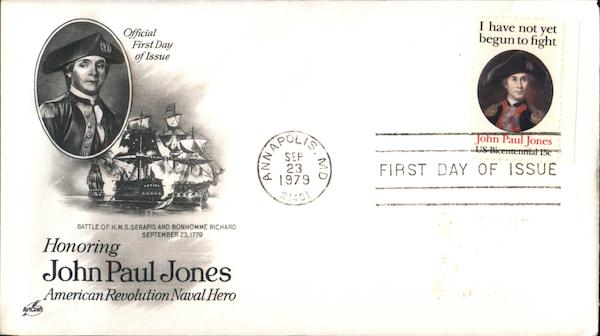 Official
First Day
of Issue
BATTLE OF H.M.S. SERAPIS AND BONHOMME RICHARD
SEPTEMBER 23, 1779
Honoring
John Paul Jones
American Revolution Naval Hero
ArtCraft
ANNAPOLIS, MD
SEP
23
1979
21401
I have not yet
begun to fight
John Paul Jones
US Bicentennial 15c
FIRST DAY OF ISSUE